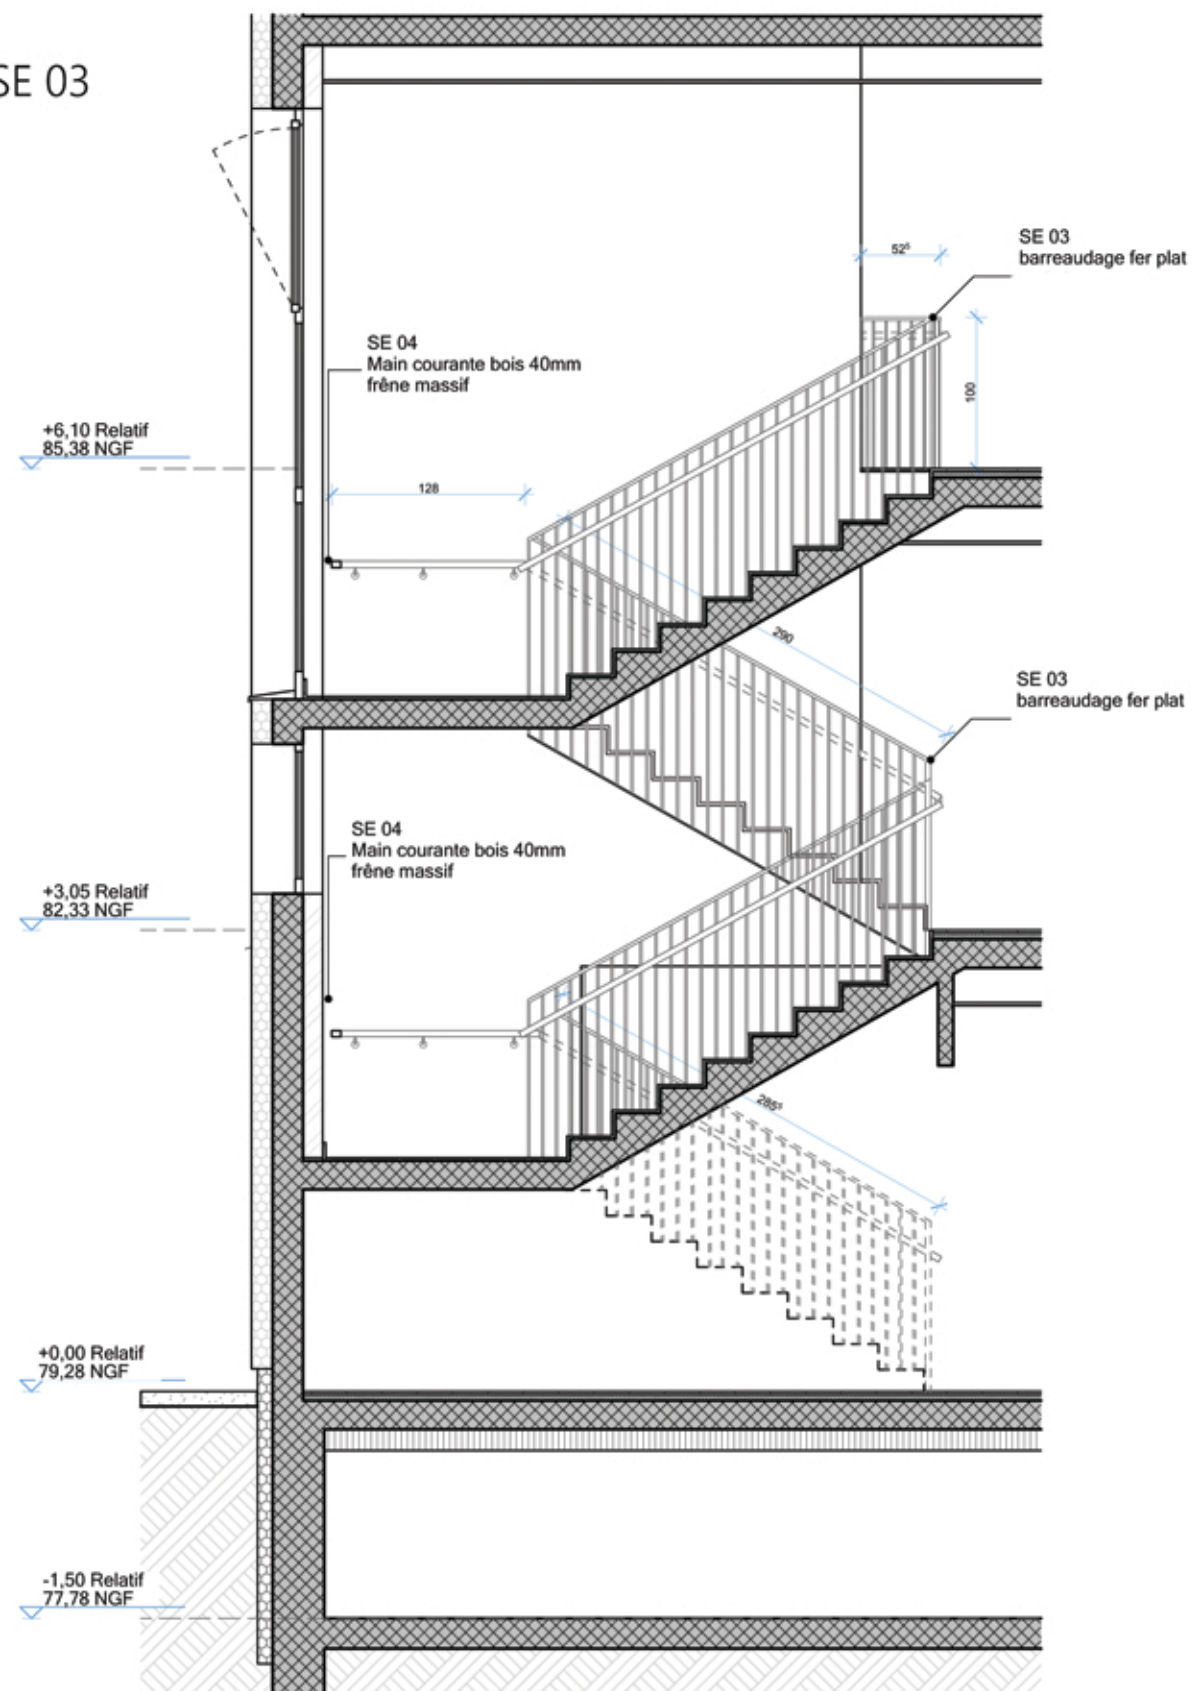 SE 03
52⁵
SE 03
barreaudage fer plat
100
SE 04
Main courante bois 40mm
frêne massif
+6,10 Relatif
85,38 NGF
128
290
SE 03
barreaudage fer plat
SE 04
Main courante bois 40mm
frêne massif
+3,05 Relatif
82,33 NGF
285⁵
+0,00 Relatif
79,28 NGF
-1,50 Relatif
77,78 NGF